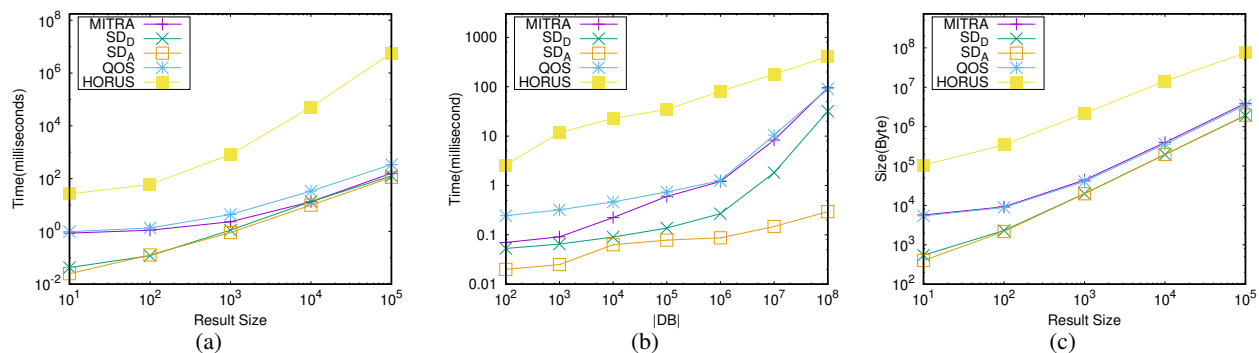 MITRA
SD_D
SD_A
QOS
HORUS
Time(milliseconds)
10^8
10^6
10^4
10^2
10^0
10^-2
10^1 10^2 10^3 10^4 10^5
Result Size
(a)
MITRA
SD_D
SD_A
QOS
HORUS
Time(millisecond)
1000
100
10
1
0.1
0.01
10^2 10^3 10^4 10^5 10^6 10^7 10^8
|DB|
(b)
MITRA
SD_D
SD_A
QOS
HORUS
Size(Byte)
10^8
10^7
10^6
10^5
10^4
10^3
10^2
10^1 10^2 10^3 10^4 10^5
Result Size
(c)